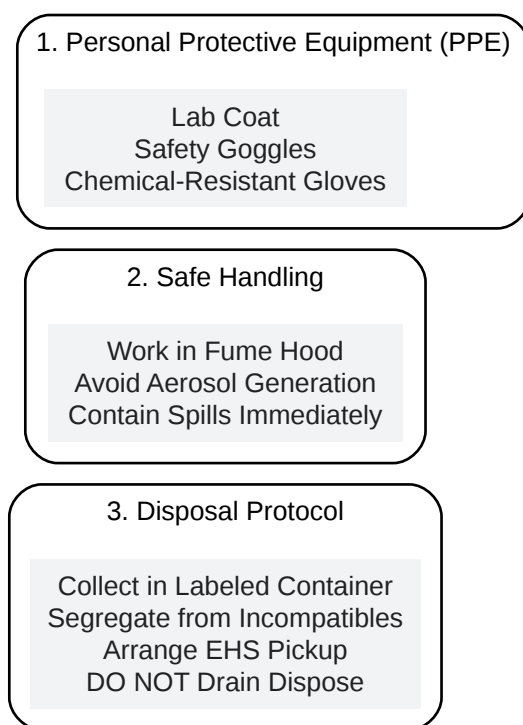 1. Personal Protective Equipment (PPE)
Lab Coat
Safety Goggles
Chemical-Resistant Gloves
2. Safe Handling
Work in Fume Hood
Avoid Aerosol Generation
Contain Spills Immediately
3. Disposal Protocol
Collect in Labeled Container
Segregate from Incompatibles
Arrange EHS Pickup
DO NOT Drain Dispose